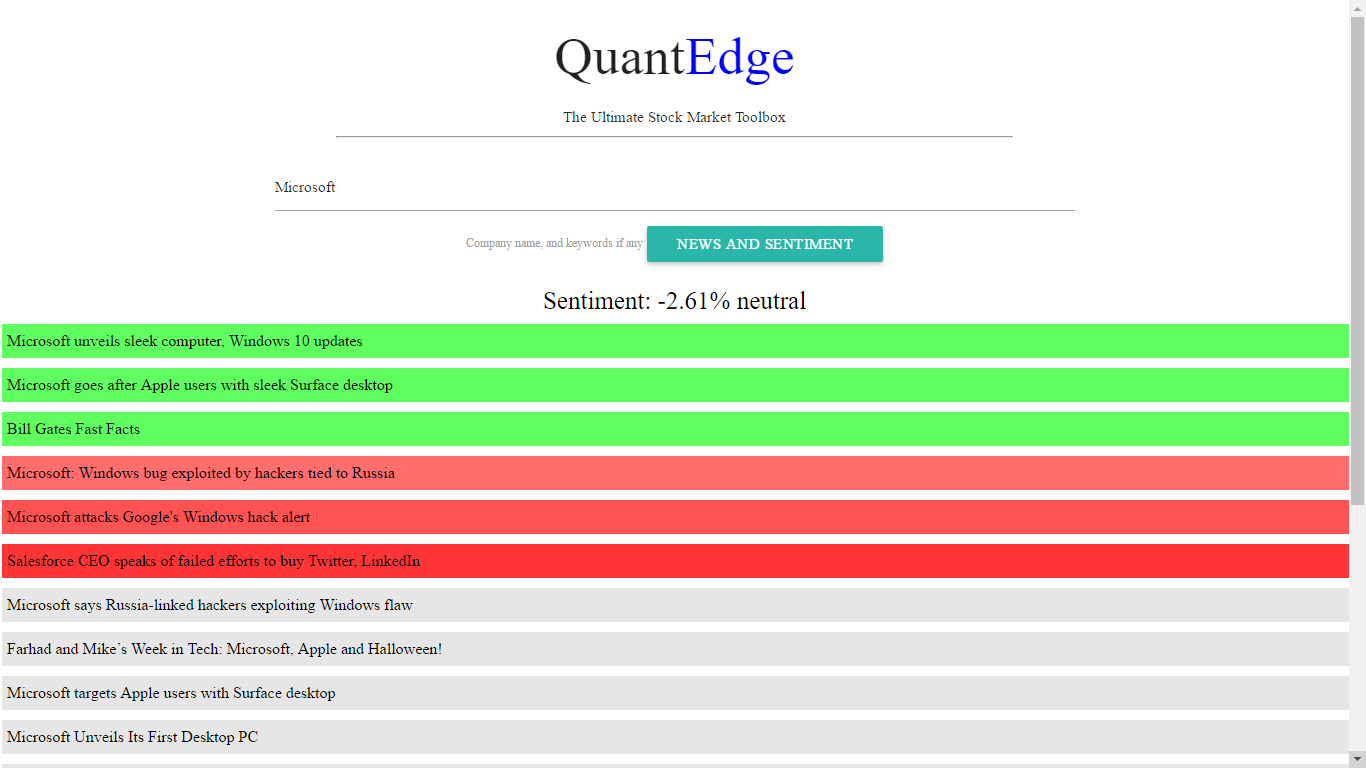 QuantEdge
The Ultimate Stock Market Toolbox
Microsoft
Company name, and keywords if any NEWS AND SENTIMENT
Sentiment: -2.61% neutral
Microsoft unveils sleek computer, Windows 10 updates
Microsoft goes after Apple users with sleek Surface desktop
Bill Gates Fast Facts
Microsoft: Windows bug exploited by hackers tied to Russia
Microsoft attacks Google's Windows hack alert
Salesforce CEO speaks of failed efforts to buy Twitter, LinkedIn
Microsoft says Russia-linked hackers exploiting Windows flaw
Farhad and Mike’s Week in Tech: Microsoft, Apple and Halloween!
Microsoft targets Apple users with Surface desktop
Microsoft Unveils Its First Desktop PC